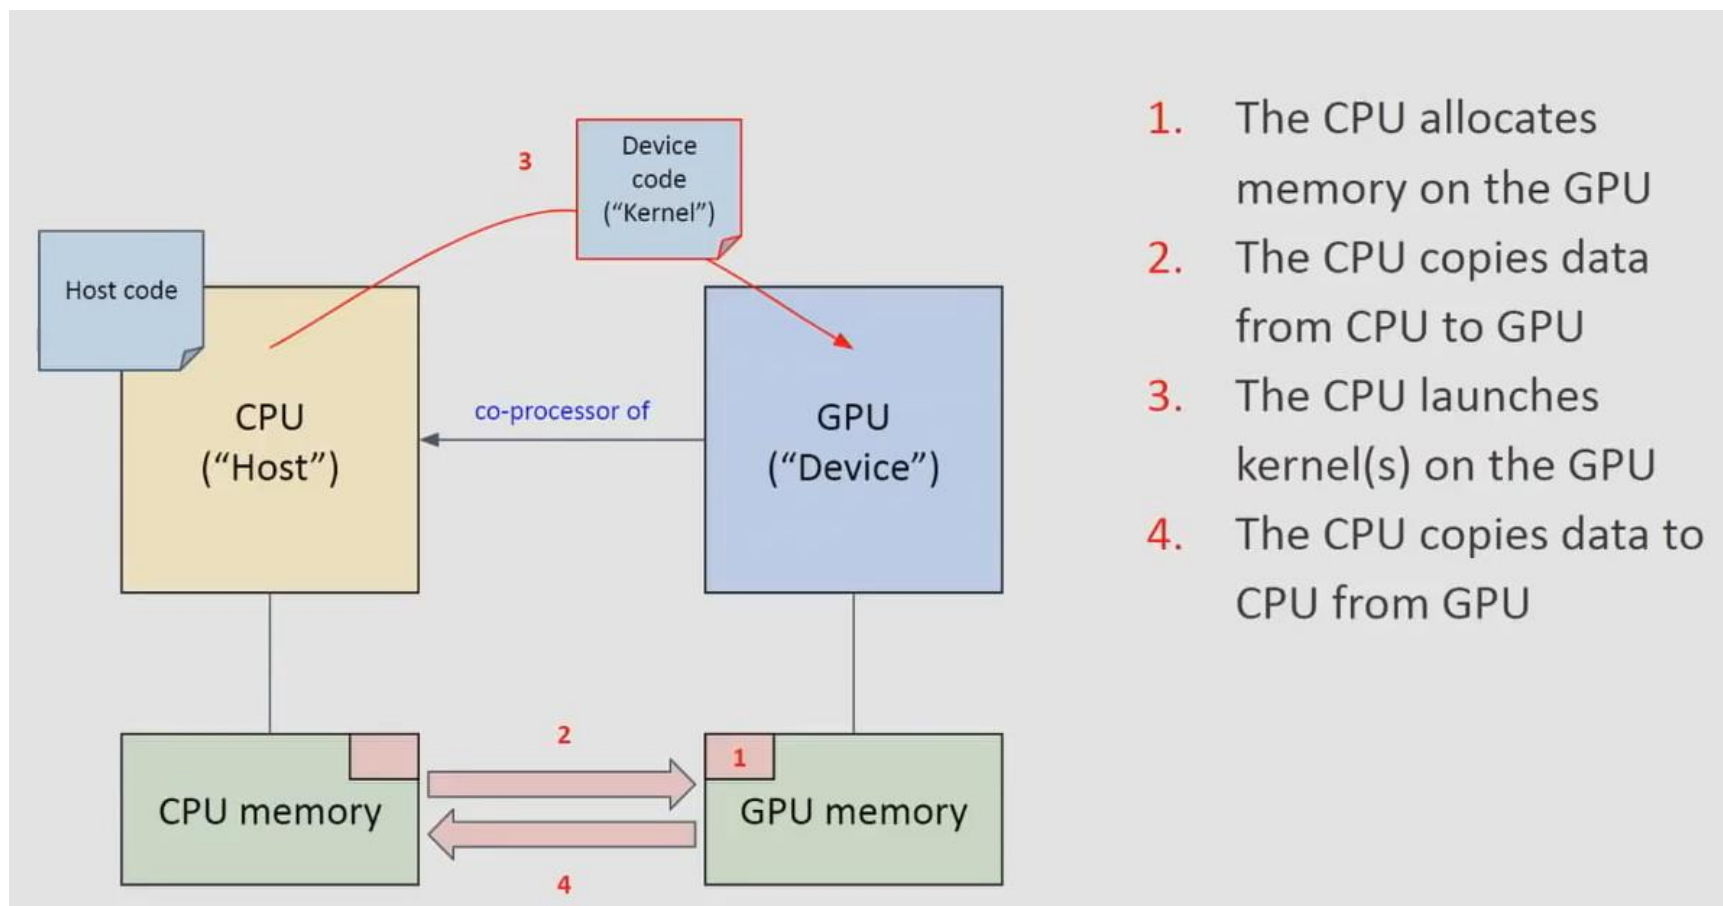 3
Device
code
(“Kernel”)
Host code
CPU
(“Host”)
co-processor of
GPU
(“Device”)
2
1
CPU memory
GPU memory
4
1. The CPU allocates
memory on the GPU
2. The CPU copies data
from CPU to GPU
3. The CPU launches
kernel(s) on the GPU
4. The CPU copies data to
CPU from GPU